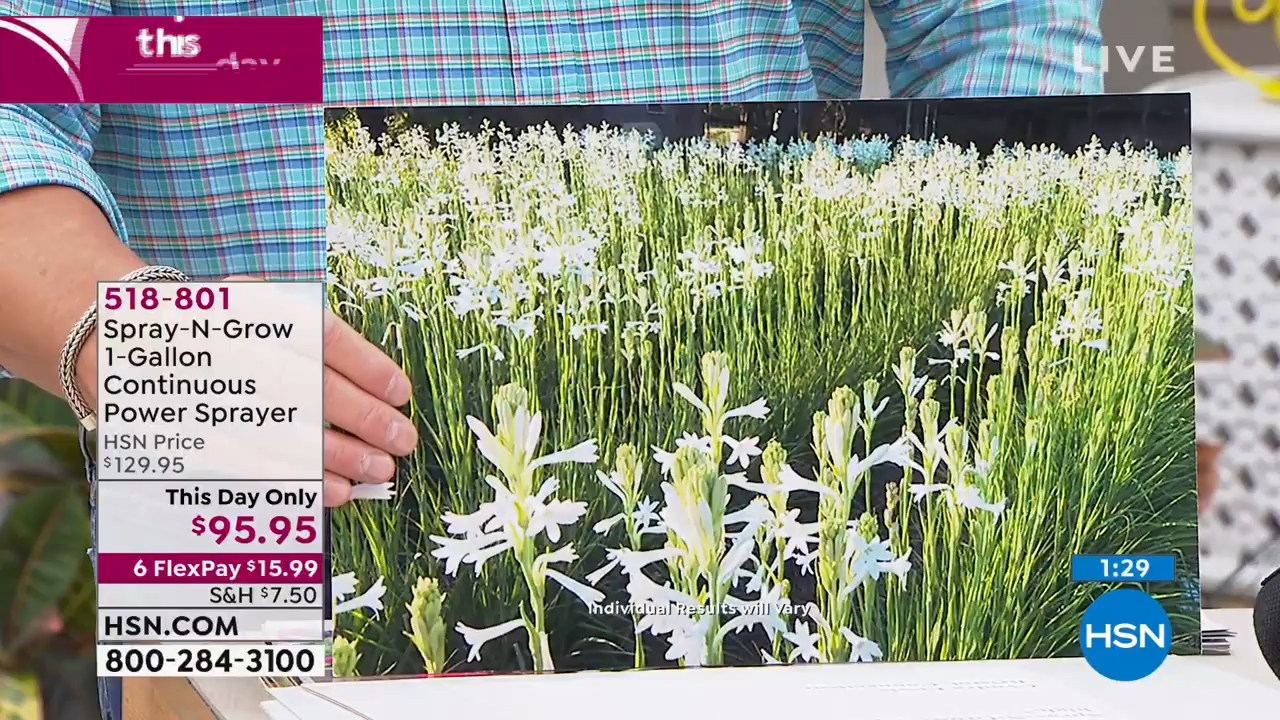 this
day
LIVE
518-801
Spray-N-Grow
1-Gallon
Continuous
Power Sprayer
HSN Price
$129.95
This Day Only
$95.95
6 FlexPay $15.99
S&H $7.50
HSN.COM
800-284-3100
Individual Results will Vary
1:29
HSN